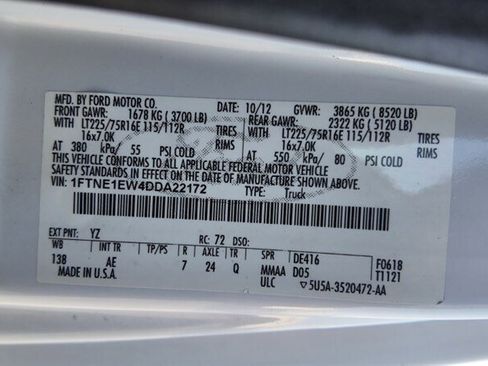 MFD. BY FORD MOTOR CO. DATE: 10/12 GVWR: 3865 KG ( 8520 LB)
FRONT GAWR: 1678 KG ( 3700 LB) REAR GAWR: 2322 KG ( 5120 LB)
LT225/75R16E 115/112R TIRES LT225/75R16E 115/112R TIRES
16x7.0K RIMS 16x7.0K RIMS
AT 380 kPa/ 55 PSI COLD AT 550 kPa/ 80 PSI COLD
THIS VEHICLE CONFORMS TO ALL APPLICABLE FEDERAL MOTOR VEHICLE
SAFETY STANDARDS IN EFFECT ON THE DATE OF MANUFACTURE SHOWN ABOVE.
VIN: 1FTNE1EW4DDA22172 TYPE: Truck
EXT PNT: YZ RC: 72 DSO:
WB INT TR TP/PS R AXLE TR SPR DE416 F0618
138 AE 7 24 Q MMAA D05 T1121
MADE IN U.S.A. ULC 5U5A-3520472-AA